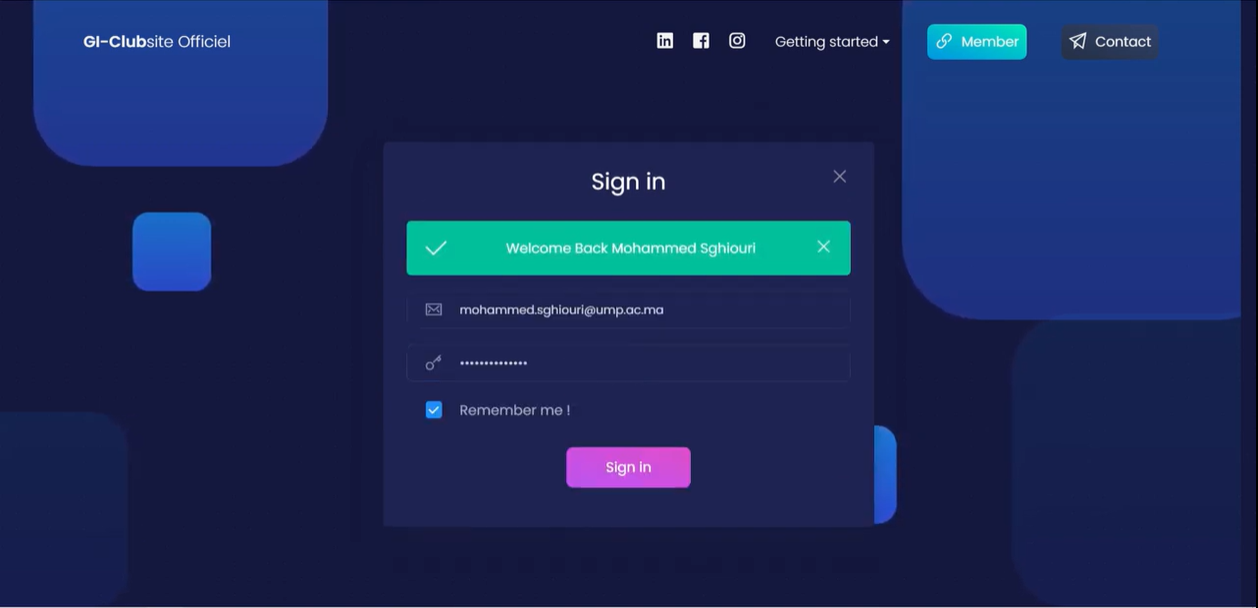 GI-Clubsite Officiel
Getting started
Member
Contact
Sign in
Welcome Back Mohammed Sghiouri
mohammed.sghiouri@ump.ac.ma
••••••••••••••
Remember me !
Sign in